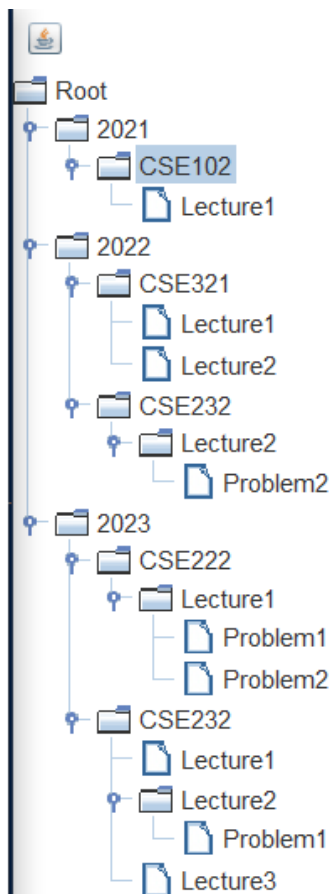 Root
2021
CSE102
Lecture1
2022
CSE321
Lecture1
Lecture2
CSE232
Lecture2
Problem2
2023
CSE222
Lecture1
Problem1
Problem2
CSE232
Lecture1
Lecture2
Problem1
Lecture3